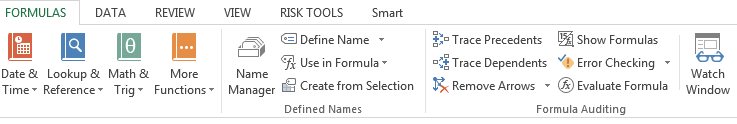 FORMULAS DATA REVIEW VIEW RISK TOOLS Smart
Date & Time
Lookup & Reference
Math & Trig
More Functions
Name Manager
Define Name
Use in Formula
Create from Selection
Defined Names
Trace Precedents
Trace Dependents
Remove Arrows
Show Formulas
Error Checking
Evaluate Formula
Formula Auditing
Watch Window